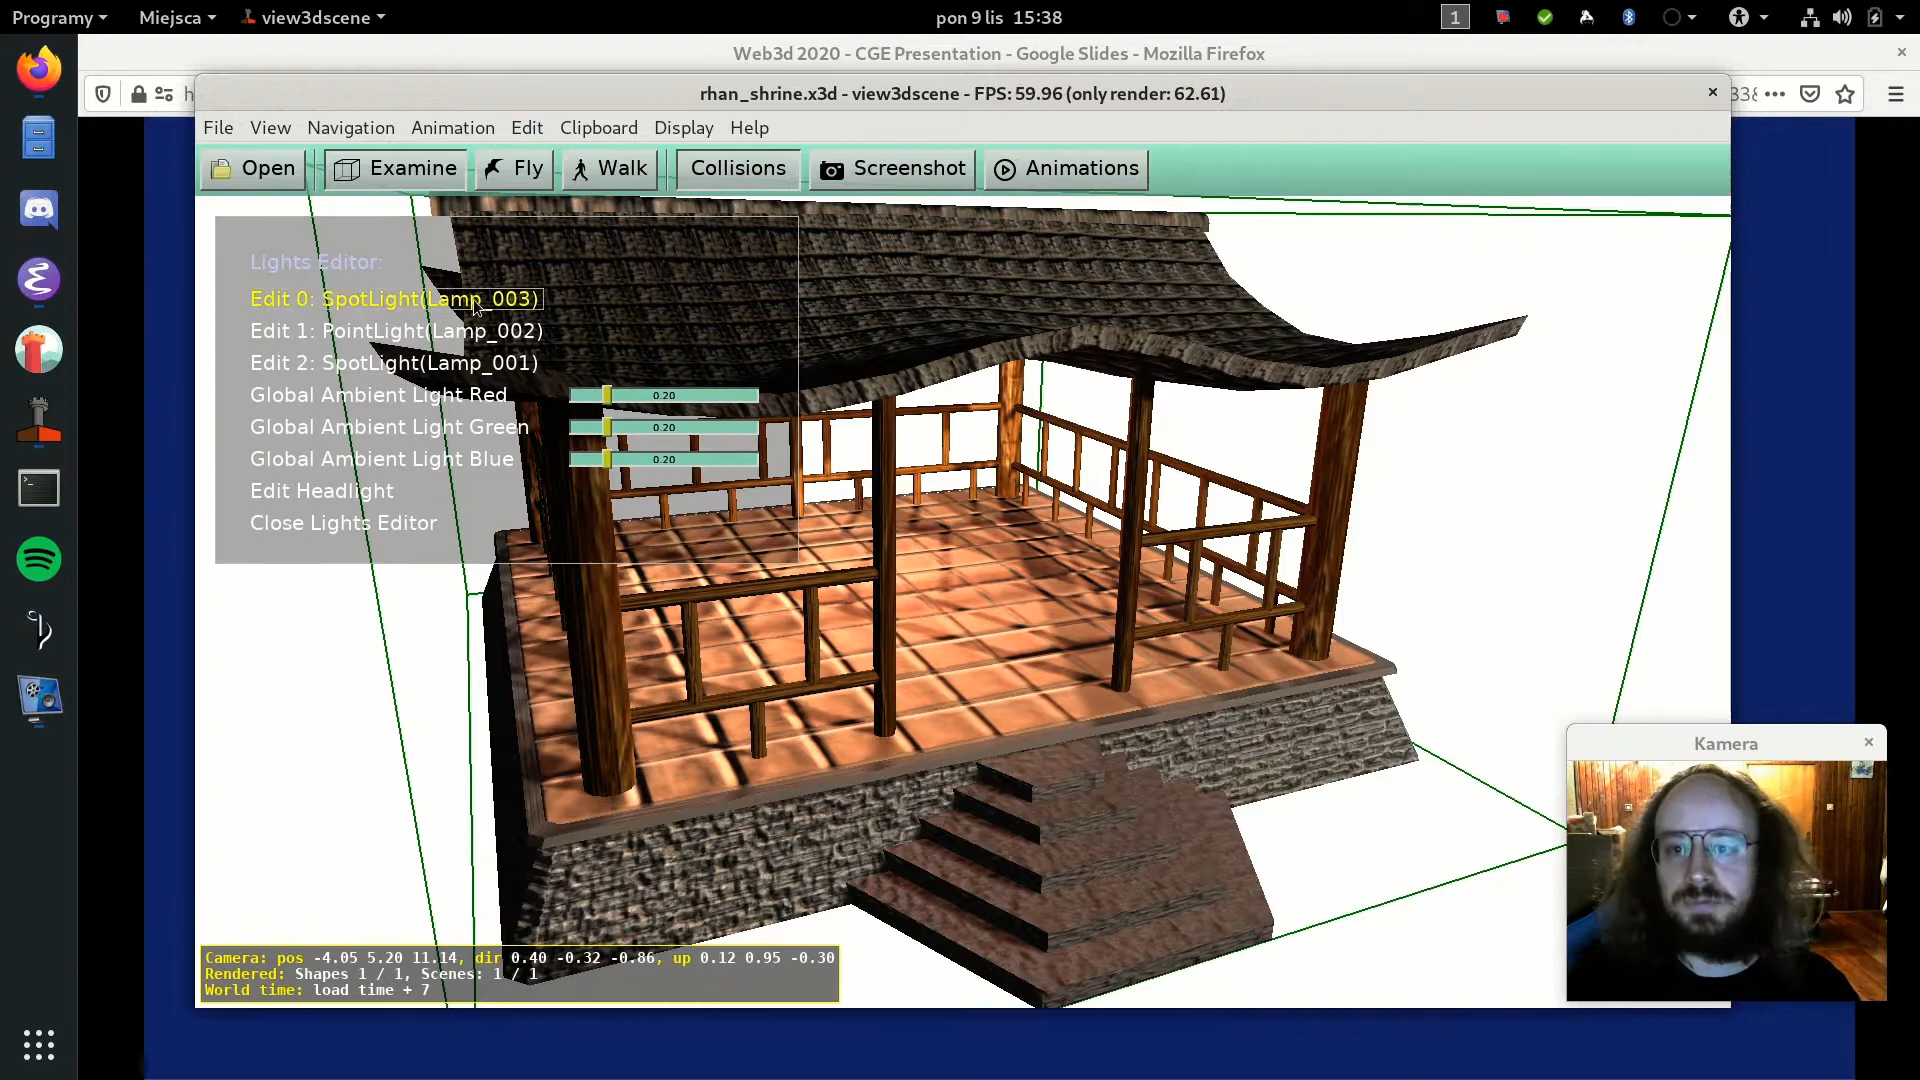 Programy Miejsca view3dscene pon 9 lis 15:38 1
Web3d 2020 - CGE Presentation - Google Slides - Mozilla Firefox
rhan_shrine.x3d - view3dscene - FPS: 59.96 (only render: 62.61)
File View Navigation Animation Edit Clipboard Display Help
Open Examine Fly Walk Collisions Screenshot Animations
Lights Editor:
Edit 0: SpotLight(Lamp_003)
Edit 1: PointLight(Lamp_002)
Edit 2: SpotLight(Lamp_001)
Global Ambient Light Red 0.20
Global Ambient Light Green 0.20
Global Ambient Light Blue 0.20
Edit Headlight
Close Lights Editor
Kamera
Camera: pos -4.05 5.20 11.14, dir 0.40 -0.32 -0.86, up 0.12 0.95 -0.30
Rendered: Shapes 1 / 1, Scenes: 1 / 1
World time: load time + 7